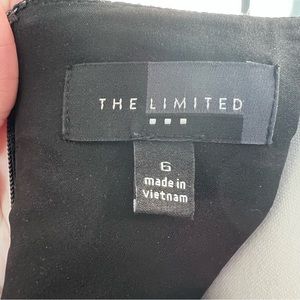 THE LIMITED
6
made in
Vietnam